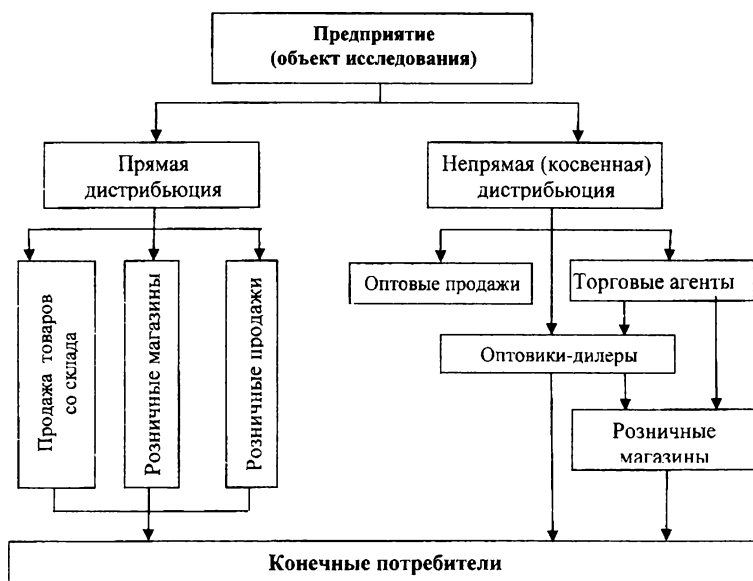 Предприятие
(объект исследования)
Прямая
дистрибьюция
Непрямая (косвенная)
дистрибьюция
Продажа товаров
со склада
Розничные магазины
Розничные продажи
Оптовые продажи
Торговые агенты
Оптовики-дилеры
Розничные
магазины
Конечные потребители